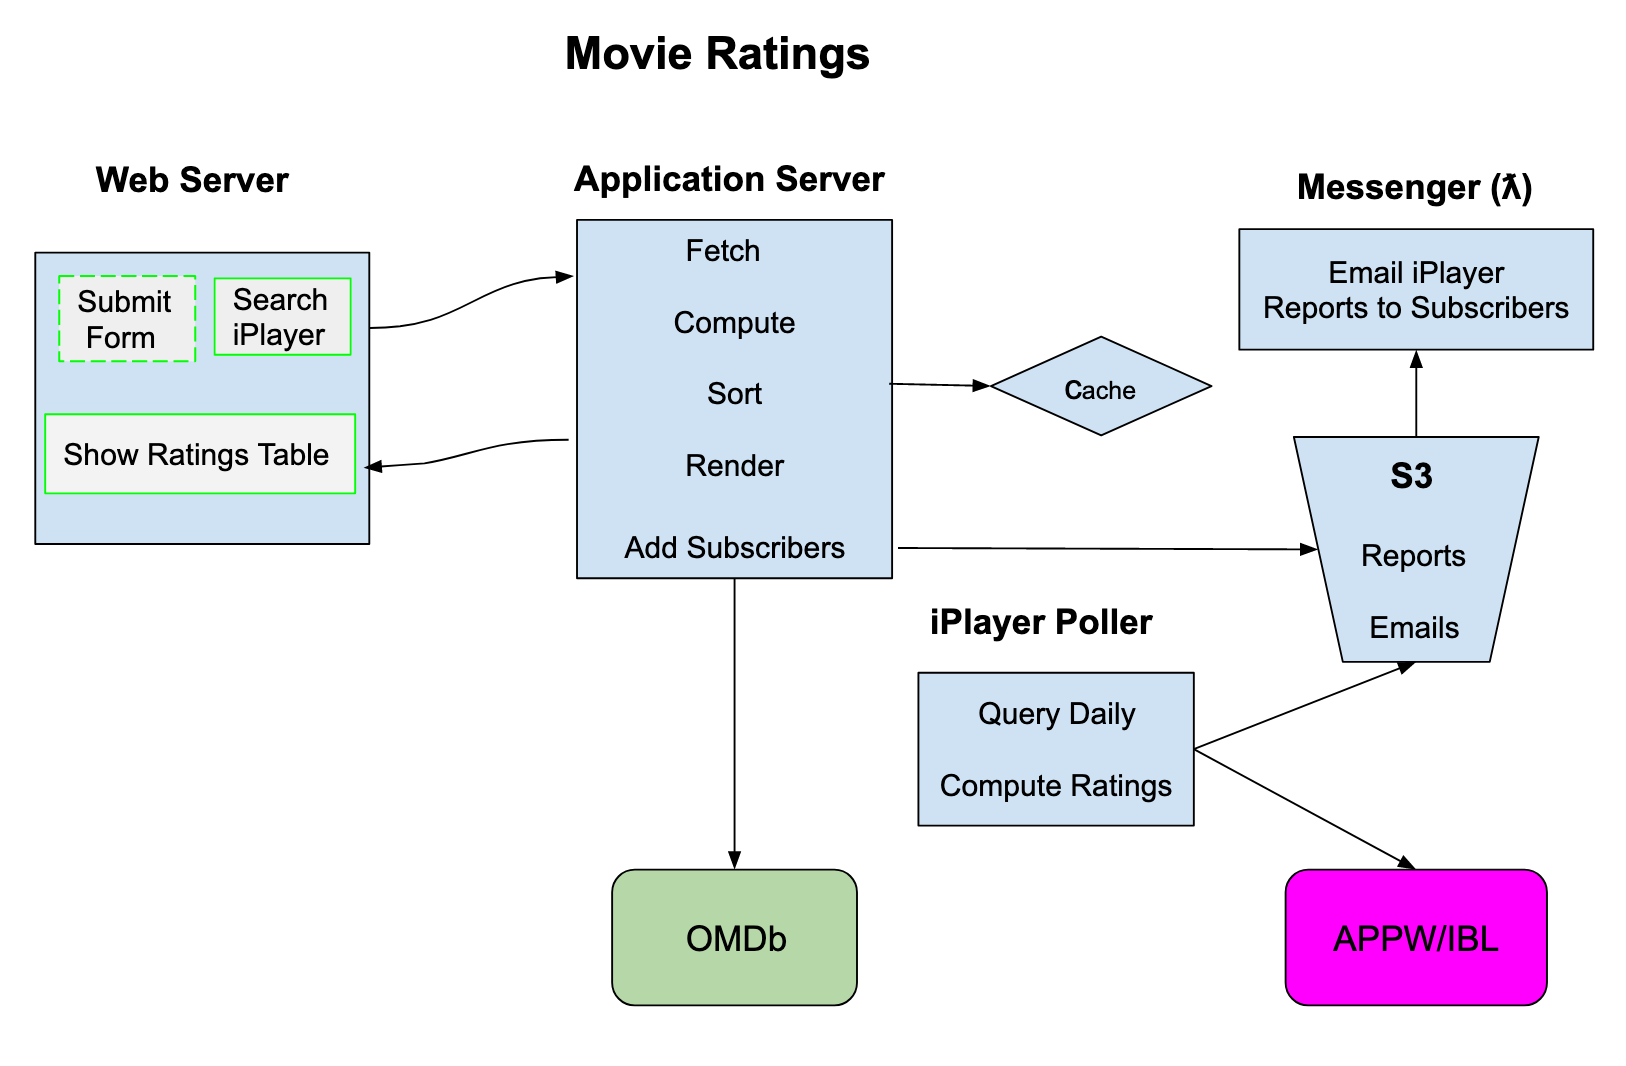 Movie Ratings
Web Server
Submit
Form
Search
iPlayer
Show Ratings Table
Application Server
Fetch
Compute
Sort
Render
Add Subscribers
Cache
Messenger (ƛ)
Email iPlayer
Reports to Subscribers
S3
Reports
Emails
iPlayer Poller
Query Daily
Compute Ratings
OMDb
APPW/IBL